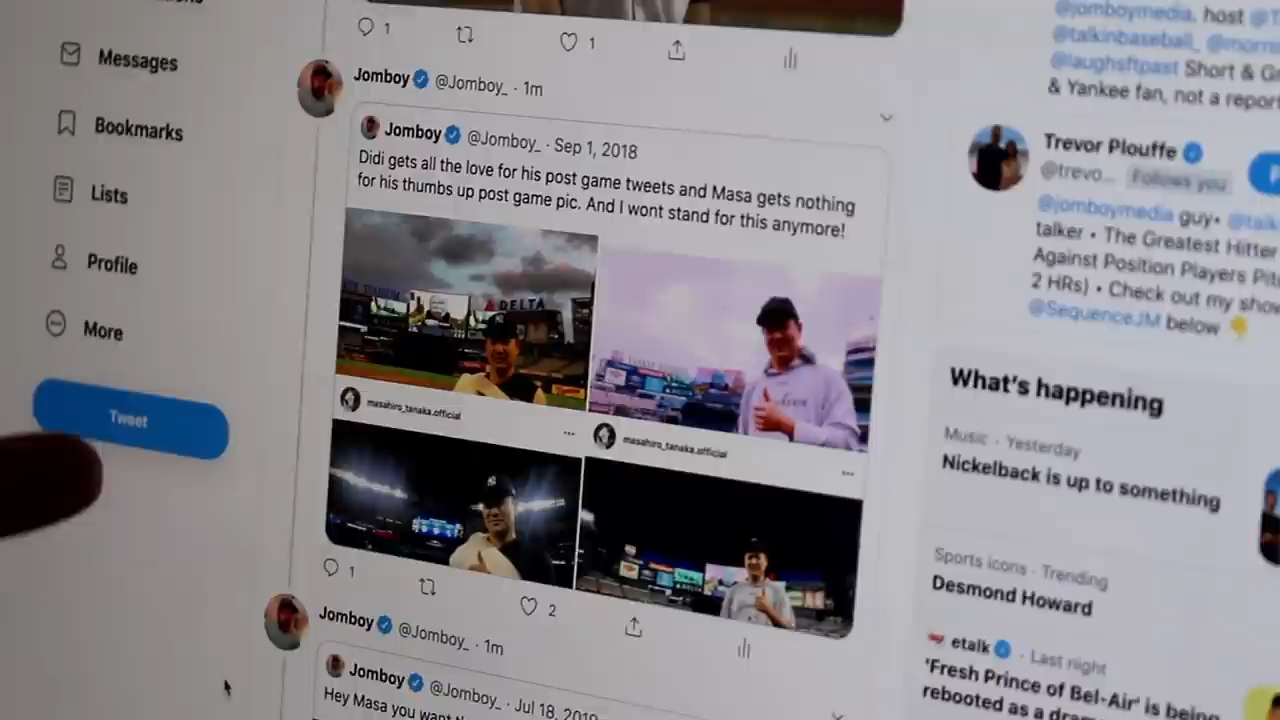 Messages
Bookmarks
Lists
Profile
More
Tweet
1
1
Jomboy @Jomboy_ · 1m
Jomboy @Jomboy_ · Sep 1, 2018
Didi gets all the love for his post game tweets and Masa gets nothing
for his thumbs up post game pic. And I wont stand for this anymore!
DELTA
masahiro_tanaka.official
masahiro_tanaka.official
1
2
Jomboy @Jomboy_ · 1m
Jomboy @Jomboy_ · Jul 18, 2019
Hey Masa you want
@jomboymedia, host
@talkinbaseball_
@laughsftpast Short &
& Yankee fan, not a
Trevor Plouffe
@trevo... Follows you
@jomboymedia guy•
talker • The Greatest Hitter
Against Position Players
2 HRs) • Check out my
@SequenceJM below 👇
What's happening
Music · Yesterday
Nickelback is up to something
Sports icons · Trending
Desmond Howard
etalk · Last night
'Fresh Prince of Bel-Air' is being
rebooted as a